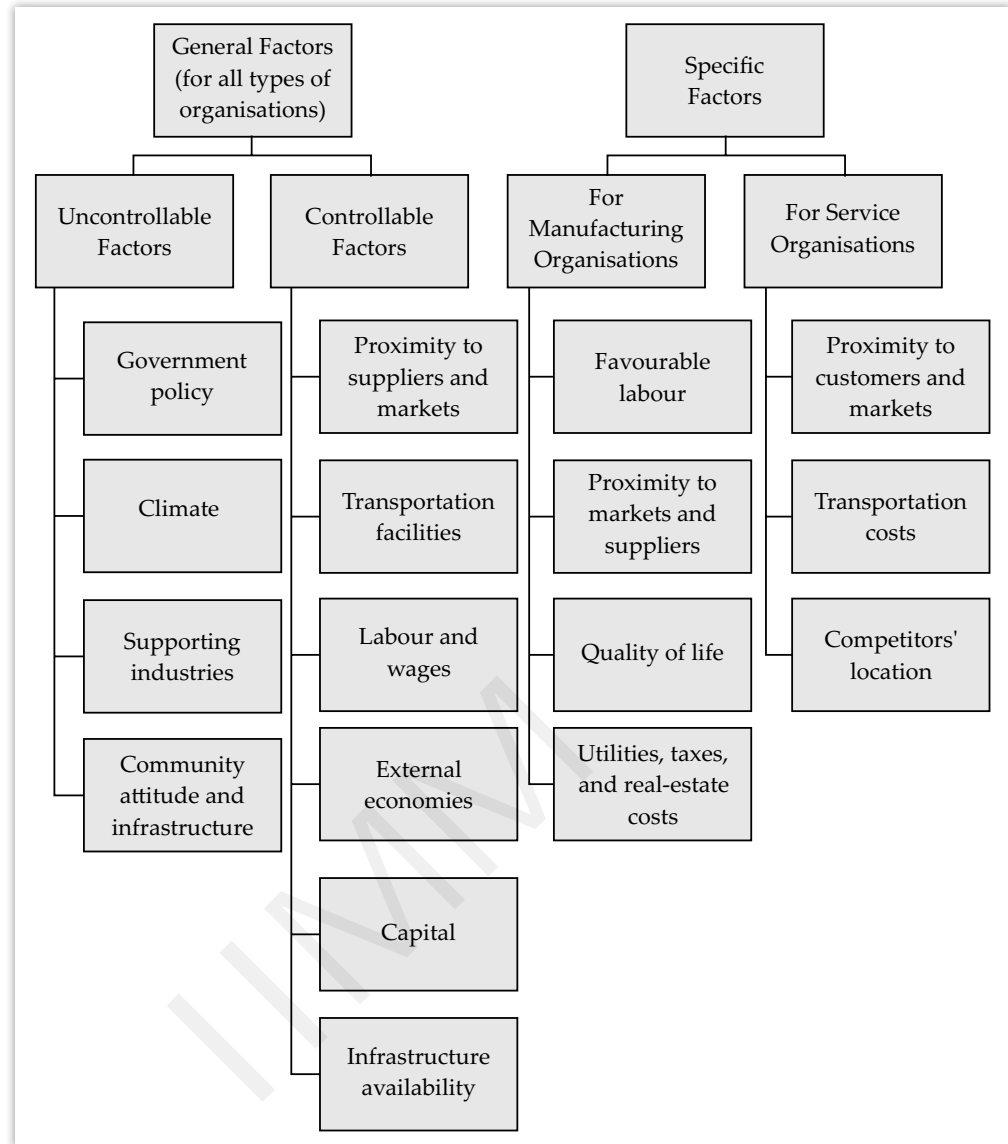 General Factors
(for all types of
organisations)
Specific
Factors
Uncontrollable
Factors
Controllable
Factors
For
Manufacturing
Organisations
For Service
Organisations
Government
policy
Proximity to
suppliers and
markets
Favourable
labour
Proximity to
customers and
markets
Climate
Transportation
facilities
Proximity to
markets and
suppliers
Transportation
costs
Supporting
industries
Labour and
wages
Quality of life
Competitors'
location
Community
attitude and
infrastructure
External
economies
Utilities, taxes,
and real-estate
costs
Capital
Infrastructure
availability
IIMM